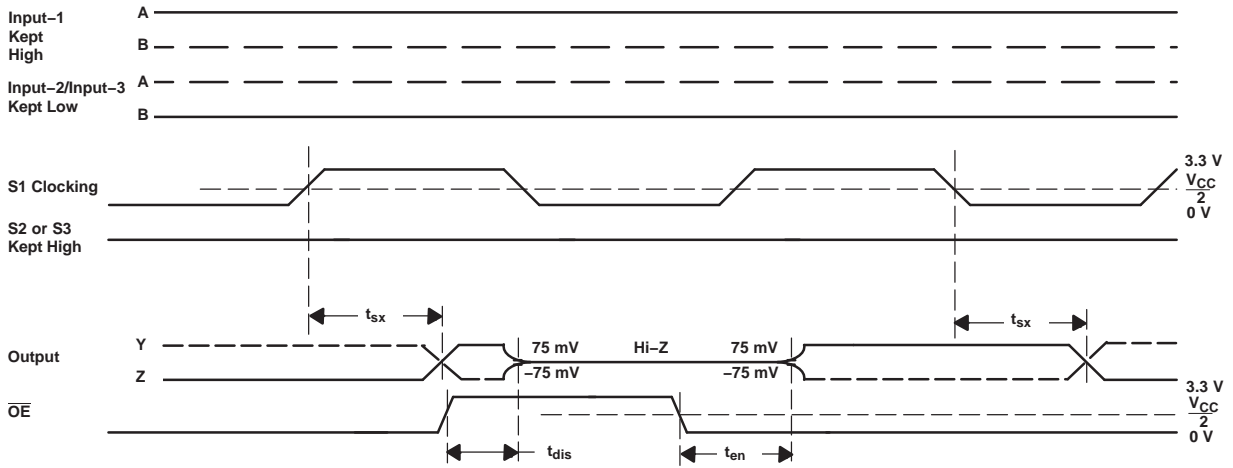 Input–1
Kept
High
A
B
Input–2/Input–3
Kept Low
A
B
S1 Clocking
3.3 V
VCC
2
0 V
S2 or S3
Kept High
tsx
tsx
Output
Y
Z
75 mV
Hi–Z
75 mV
–75 mV
–75 mV
OE
3.3 V
VCC
2
0 V
tdis
ten